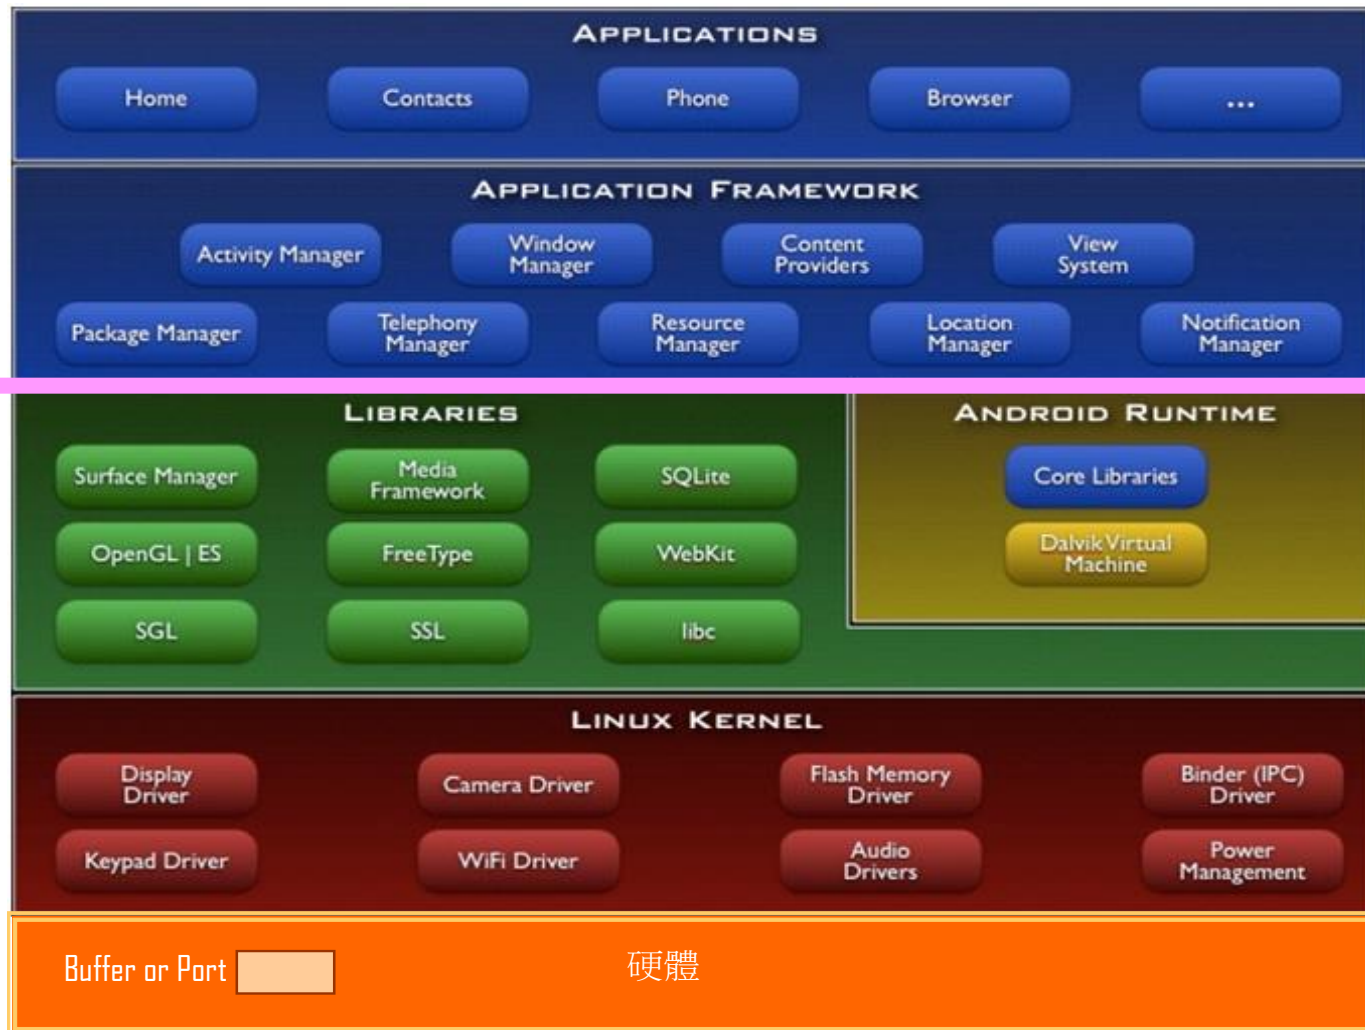 APPLICATIONS
Home Contacts Phone Browser ...
APPLICATION FRAMEWORK
Activity Manager
Window
Manager
Content
Providers
View
System
Package Manager
Telephony
Manager
Resource
Manager
Location
Manager
Notification
Manager
LIBRARIES
Surface Manager
Media
Framework
SQLite
OpenGL | ES
FreeType
WebKit
SGL
SSL
libc
ANDROID RUNTIME
Core Libraries
Dalvik Virtual
Machine
LINUX KERNEL
Display
Driver
Camera Driver
Flash Memory
Driver
Binder (IPC)
Driver
Keypad Driver
WiFi Driver
Audio
Drivers
Power
Management
Buffer or Port
硬體